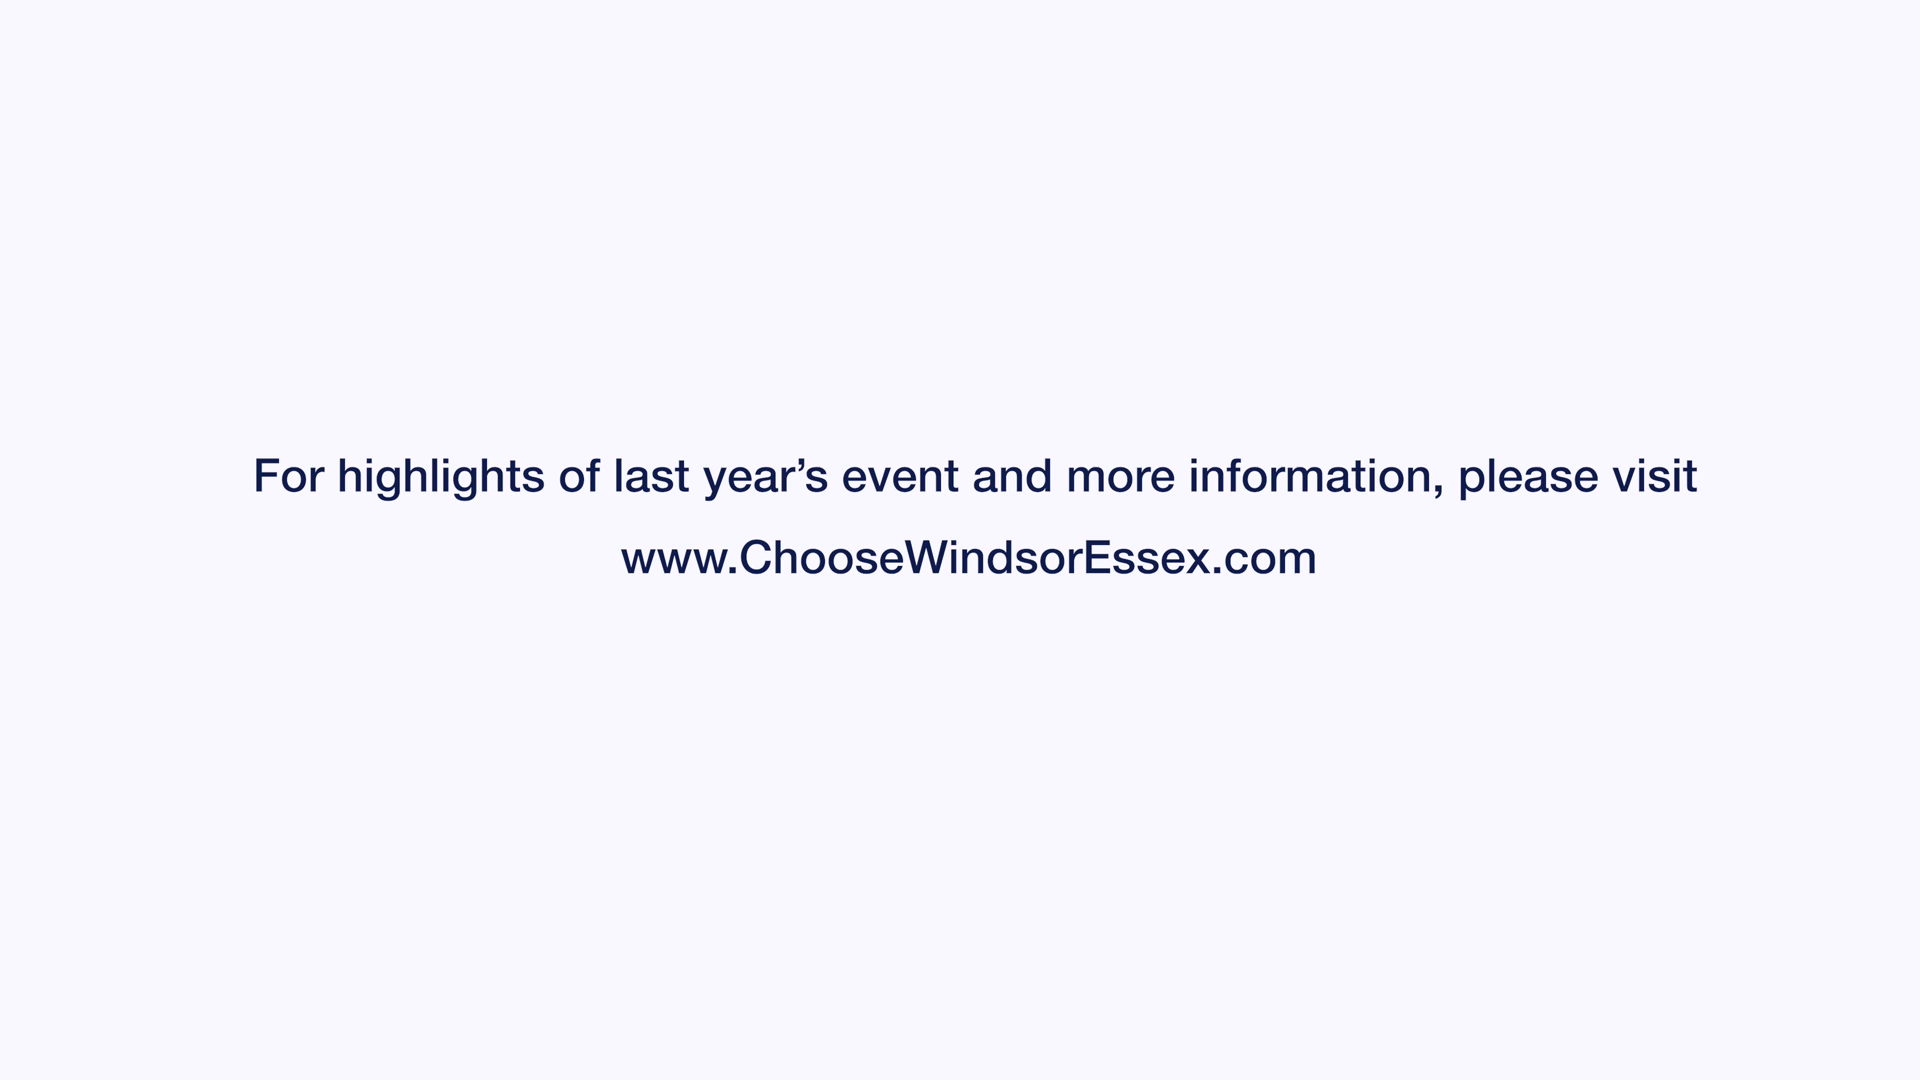 For highlights of last year’s event and more information, please visit
www.ChooseWindsorEssex.com